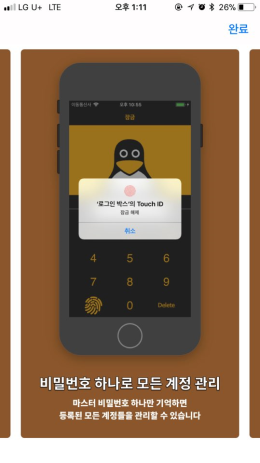 LG U+ LTE 오후 1:11 26%
완료
이동통신사 오후 10:55
잠금
'로그인 박스'의 Touch ID
잠금 해제
취소
4 5 6
7 8 9
0 Delete
비밀번호 하나로 모든 계정 관리
마스터 비밀번호 하나만 기억하면
등록된 모든 계정들을 관리할 수 있습니다